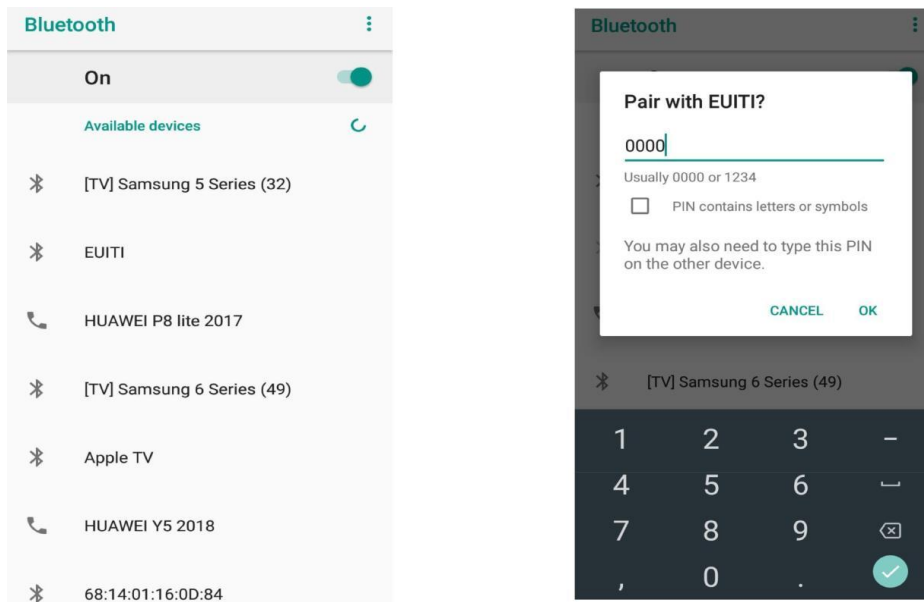 Bluetooth
On
Available devices
[TV] Samsung 5 Series (32)
EUITI
HUAWEI P8 lite 2017
[TV] Samsung 6 Series (49)
Apple TV
HUAWEI Y5 2018
68:14:01:16:0D:84
Bluetooth
Pair with EUITI?
0000
Usually 0000 or 1234
PIN contains letters or symbols
You may also need to type this PIN
on the other device.
CANCEL OK
[TV] Samsung 6 Series (49)
1 2 3 -
4 5 6
7 8 9
, 0 .